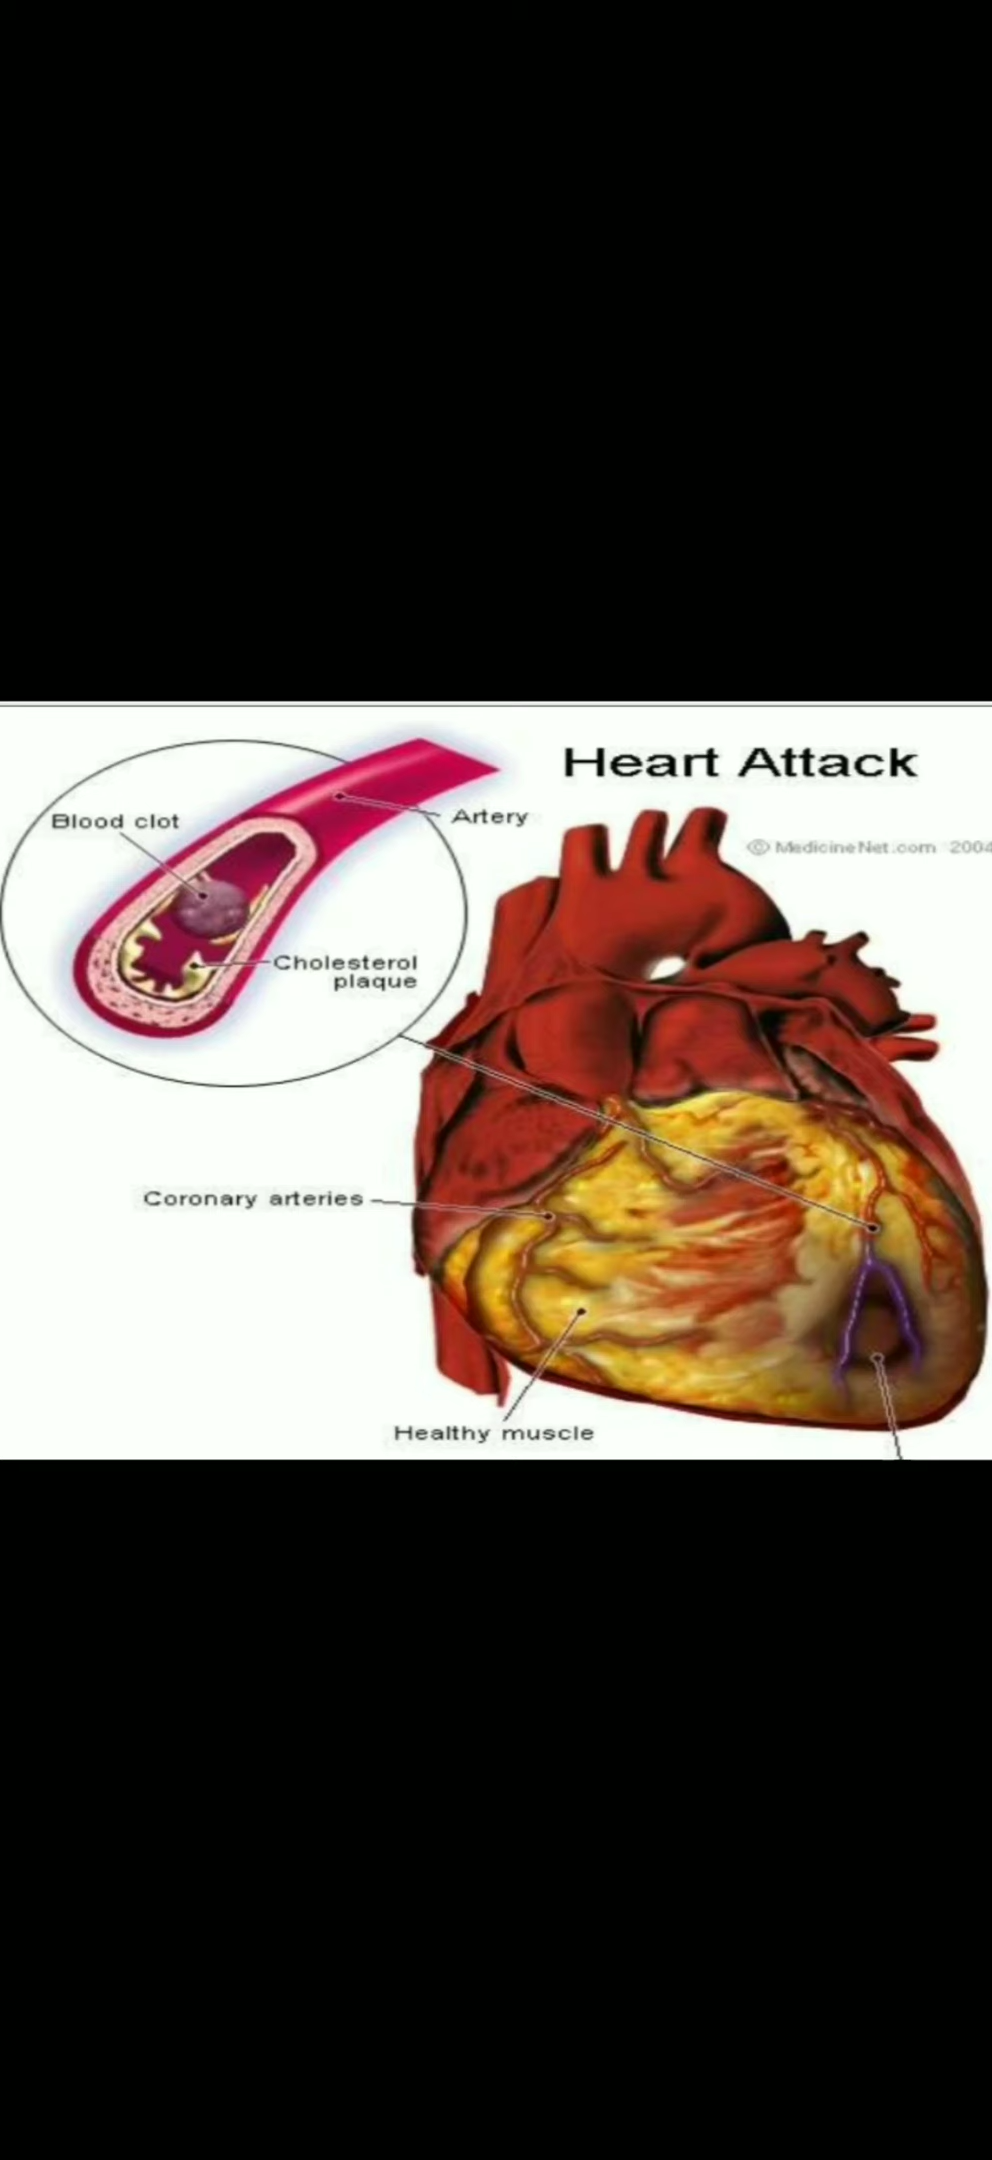 Heart Attack
© MedicineNet.com 2004
Blood clot
Artery
Cholesterol
plaque
Coronary arteries
Healthy muscle